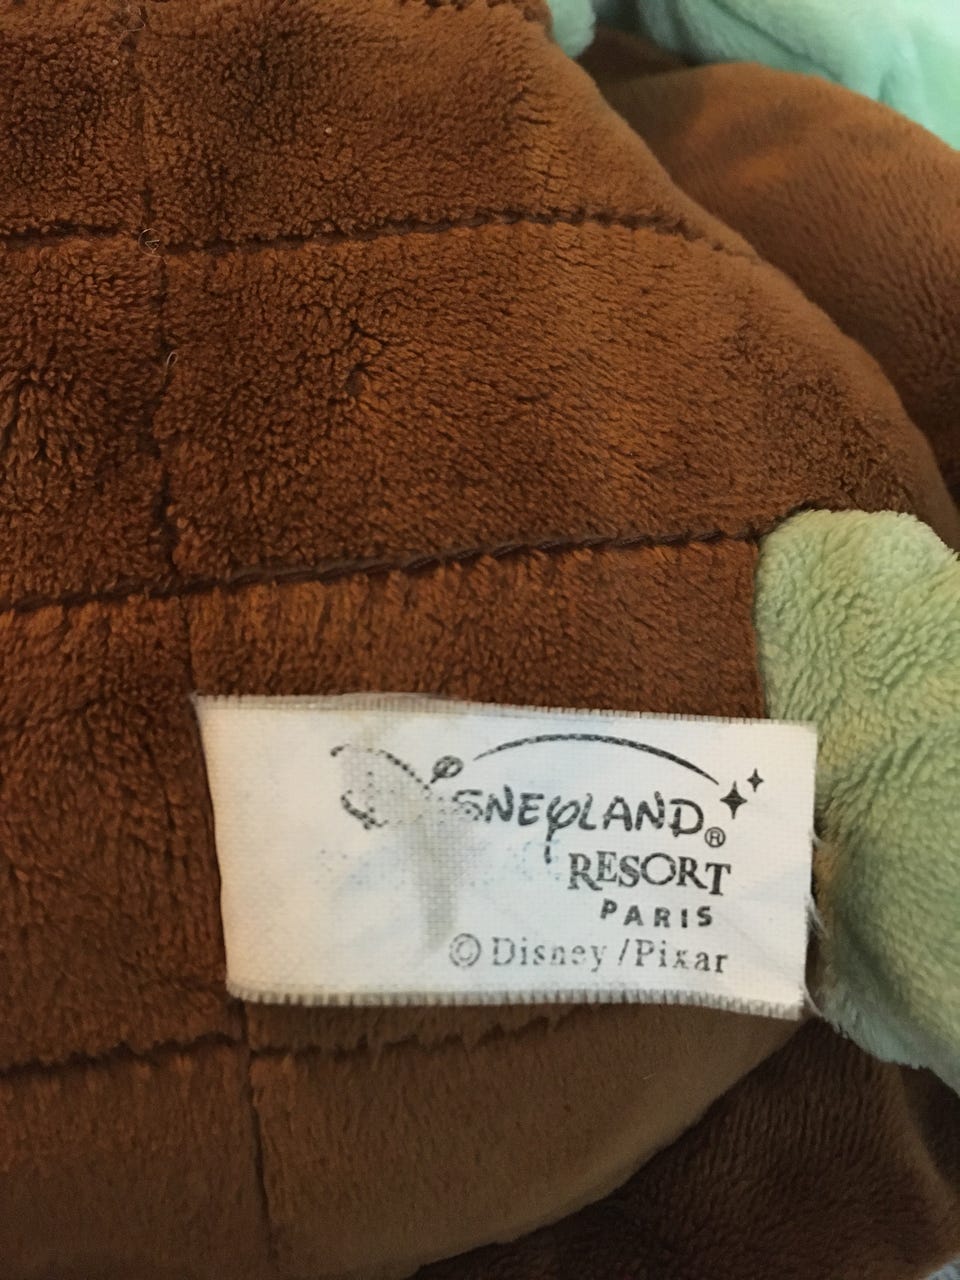 DISNEYLAND®
RESORT
PARIS
© Disney /Pixar